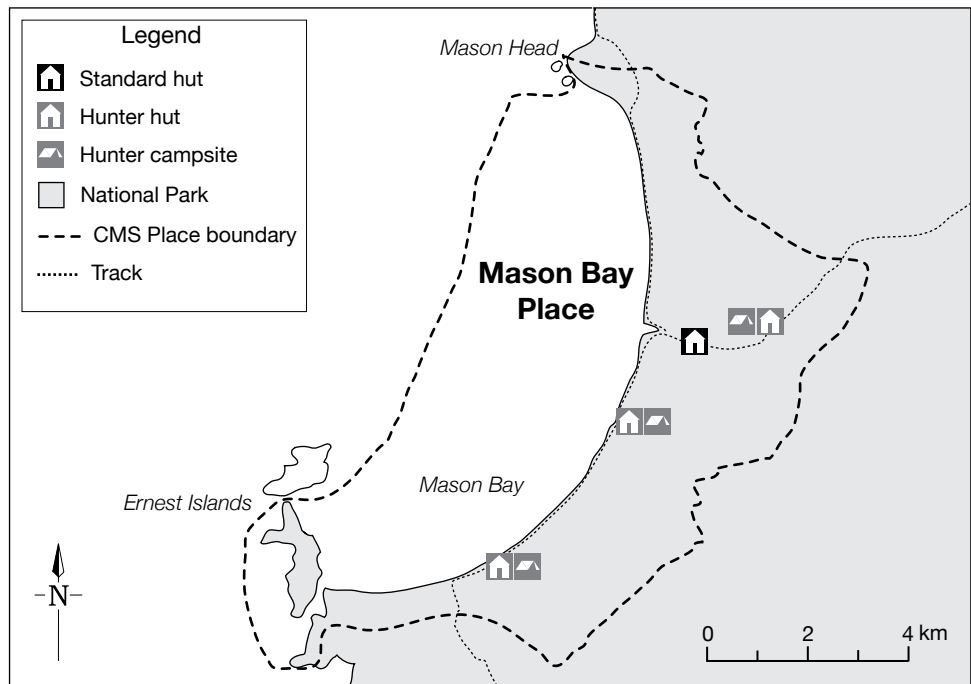 Legend
Standard hut
Hunter hut
Hunter campsite
National Park
CMS Place boundary
Track
Mason Head
Mason Bay
Place
Mason Bay
Ernest Islands
N
0 2 4 km